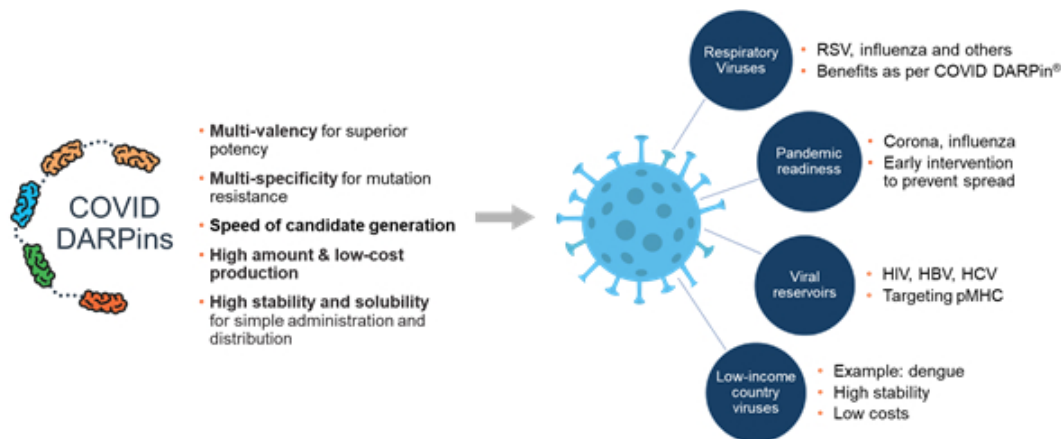 COVID
DARPins
• Multi-valency for superior
potency
• Multi-specificity for mutation
resistance
• Speed of candidate generation
• High amount & low-cost
production
• High stability and solubility
for simple administration and
distribution
Respiratory
Viruses
• RSV, influenza and others
• Benefits as per COVID DARPin®
Pandemic
readiness
• Corona, influenza
• Early intervention
to prevent spread
Viral
reservoirs
• HIV, HBV, HCV
• Targeting pMHC
Low-income
country
viruses
• Example: dengue
• High stability
• Low costs